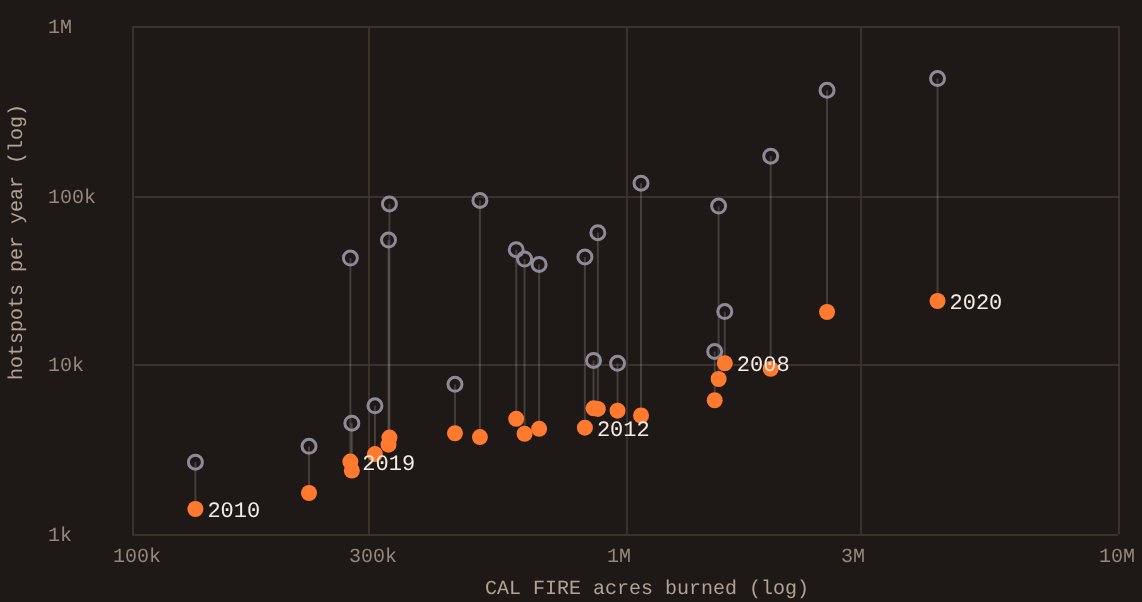 1M
100k
10k
1k
hotspots per year (log)
2020
2008
2012
2019
2010
100k
300k
1M
3M
10M
CAL FIRE acres burned (log)